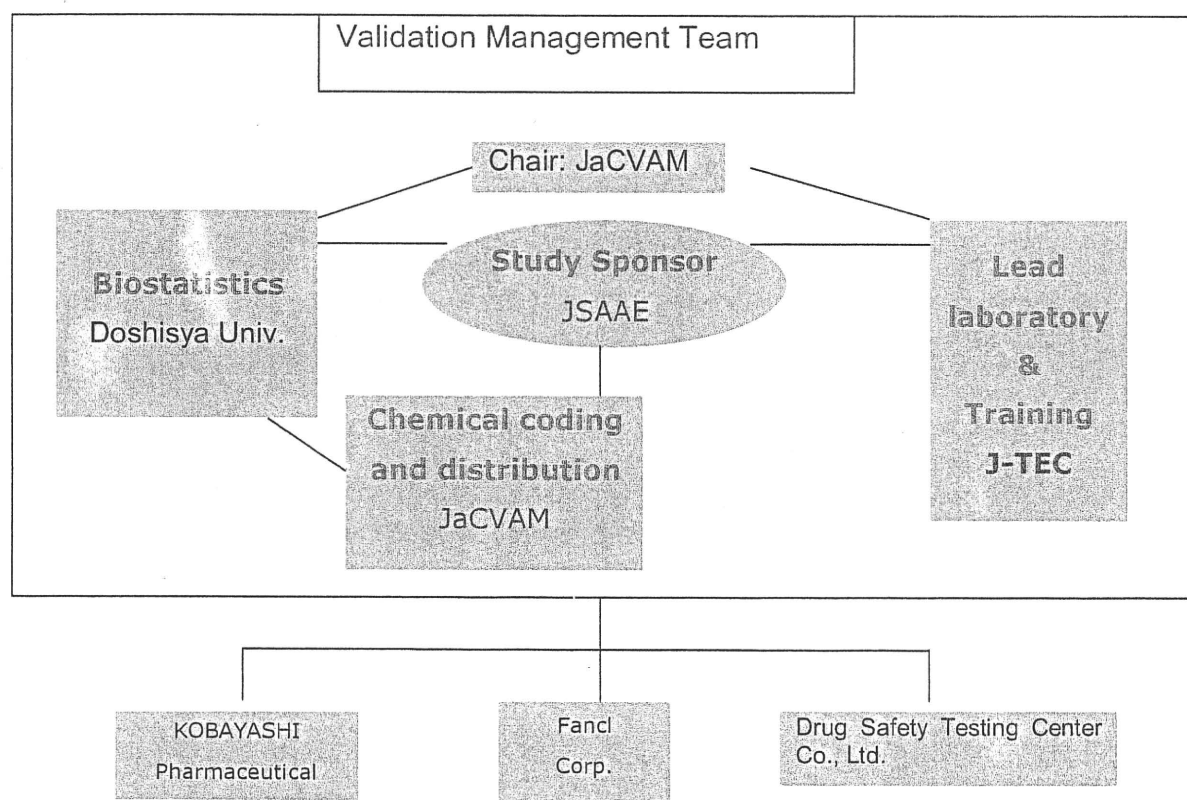 Validation Management Team
Chair: JaCVAM
Biostatistics
Doshisya Univ.
Study Sponsor
JSAAE
Lead
laboratory
&
Training
J-TEC
Chemical coding
and distribution
JaCVAM
KOBAYASHI
Pharmaceutical
Fancl
Corp.
Drug Safety Testing Center
Co., Ltd.